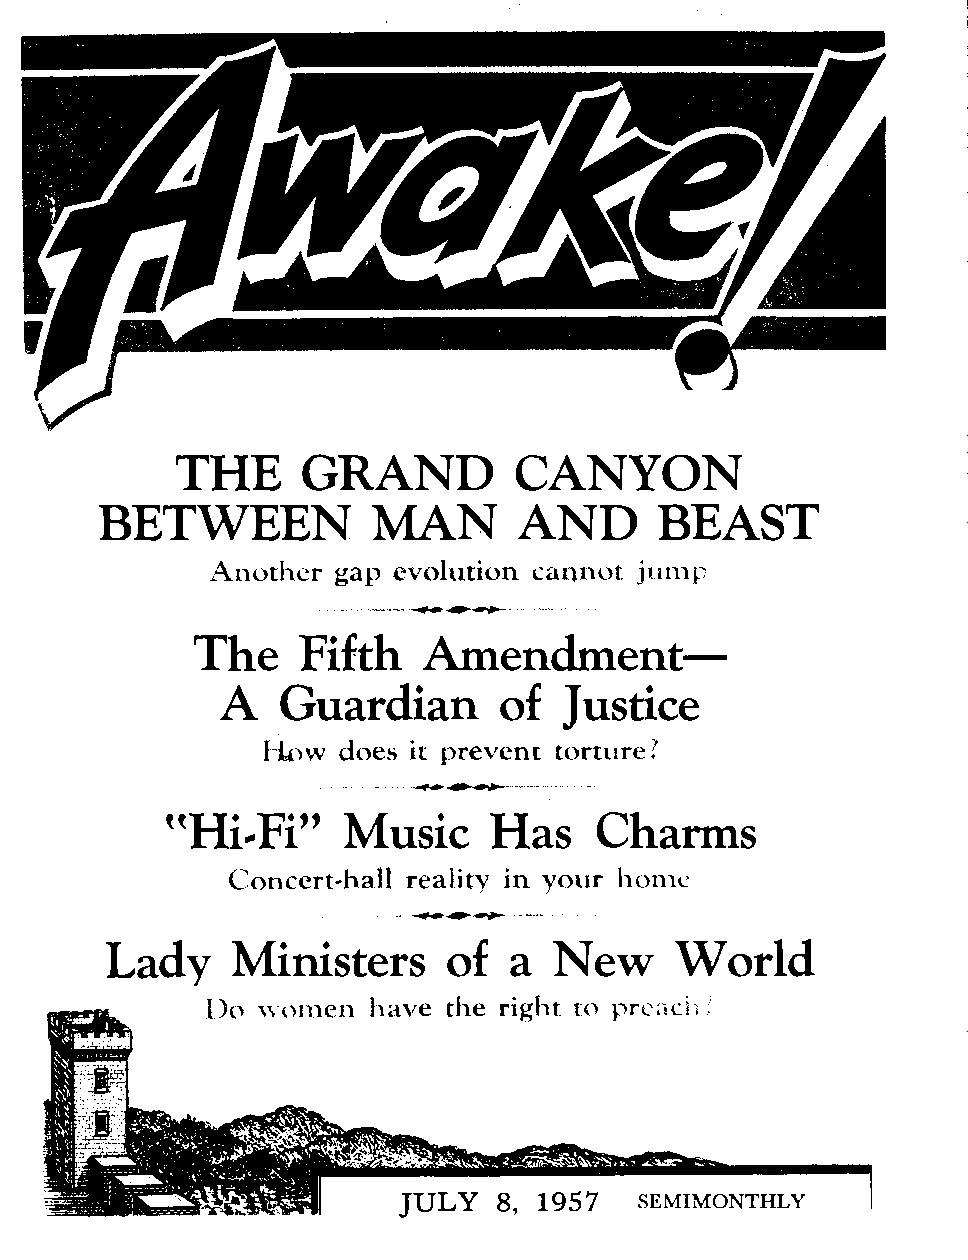 Awake!
THE GRAND CANYON
BETWEEN MAN AND BEAST
Another gap evolution cannot jump
The Fifth Amendment—
A Guardian of Justice
How does it prevent torture?
"Hi-Fi" Music Has Charms
Concert-hall reality in your home
Lady Ministers of a New World
Do women have the right to preach?
JULY 8, 1957 SEMIMONTHLY